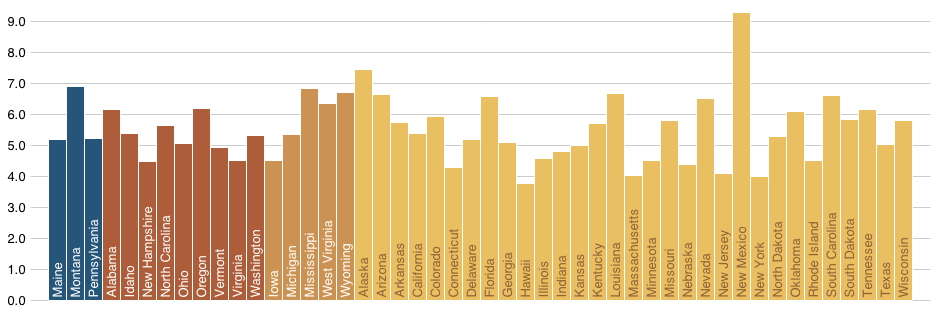 9.0
8.0
7.0
6.0
5.0
4.0
3.0
2.0
1.0
0.0
Maine
Montana
Pennsylvania
Alabama
Idaho
New Hampshire
North Carolina
Ohio
Oregon
Vermont
Virginia
Washington
Iowa
Michigan
Mississippi
West Virginia
Wyoming
Alaska
Arizona
Arkansas
California
Colorado
Connecticut
Delaware
Florida
Georgia
Hawaii
Illinois
Indiana
Kansas
Kentucky
Louisiana
Massachusetts
Minnesota
Missouri
Nebraska
Nevada
New Jersey
New Mexico
New York
North Dakota
Oklahoma
Rhode Island
South Carolina
South Dakota
Tennessee
Texas
Wisconsin